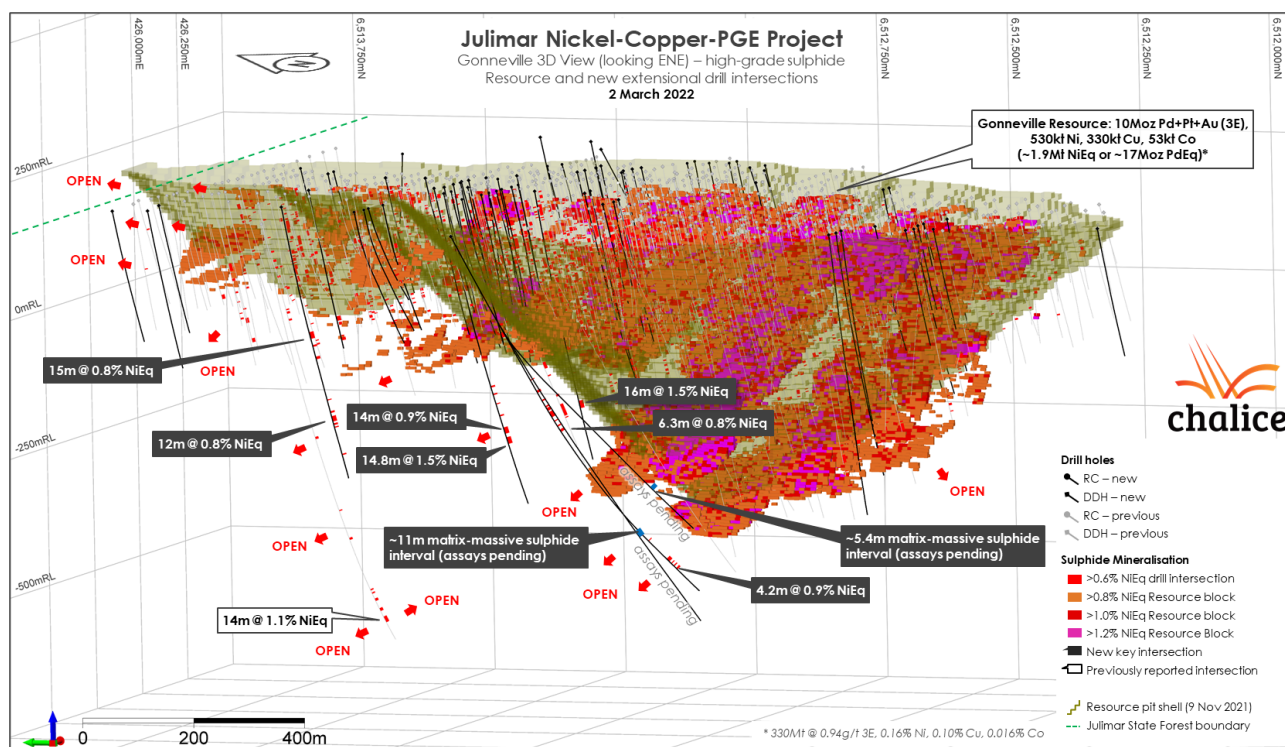 Julimar Nickel-Copper-PGE Project
Gonneville 3D View (looking ENE) – high-grade sulphide
Resource and new extensional drill intersections
2 March 2022
426,000mE
426,250mE
6,513,750mN
6,512,750mN
6,512,500mN
6,512,250mN
6,512,000mN
N
Gonneville Resource: 10Moz Pd+Pt+Au (3E),
530kt Ni, 330kt Cu, 53kt Co
(~1.9Mt NiEq or ~17Moz PdEq)*
250mRL
0mRL
-250mRL
-500mRL
OPEN
OPEN
OPEN
15m @ 0.8% NiEq
12m @ 0.8% NiEq
14m @ 0.9% NiEq
14.8m @ 1.5% NiEq
16m @ 1.5% NiEq
6.3m @ 0.8% NiEq
OPEN
OPEN
assays pending
~11m matrix-massive sulphide
interval (assays pending)
~5.4m matrix-massive sulphide
interval (assays pending)
OPEN
assays pending
OPEN
4.2m @ 0.9% NiEq
OPEN
14m @ 1.1% NiEq
OPEN
chalice
Drill holes
RC – new
DDH – new
RC – previous
DDH – previous
Sulphide Mineralisation
>0.6% NiEq drill intersection
>0.8% NiEq Resource block
>1.0% NiEq Resource block
>1.2% NiEq Resource Block
New key intersection
Previously reported intersection
Resource pit shell (9 Nov 2021)
Julimar State Forest boundary
0 200 400m
* 330Mt @ 0.94g/t 3E, 0.16% Ni, 0.10% Cu, 0.016% Co